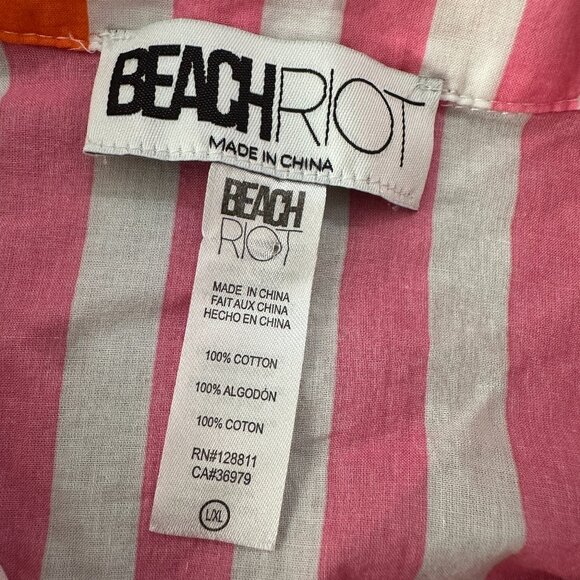 BEACHRIOT
MADE IN CHINA
BEACH
RIOT
MADE IN CHINA
FAIT AUX CHINA
HECHO EN CHINA
100% COTTON
100% ALGODÓN
100% COTON
RN#128811
CA#36979
L/XL